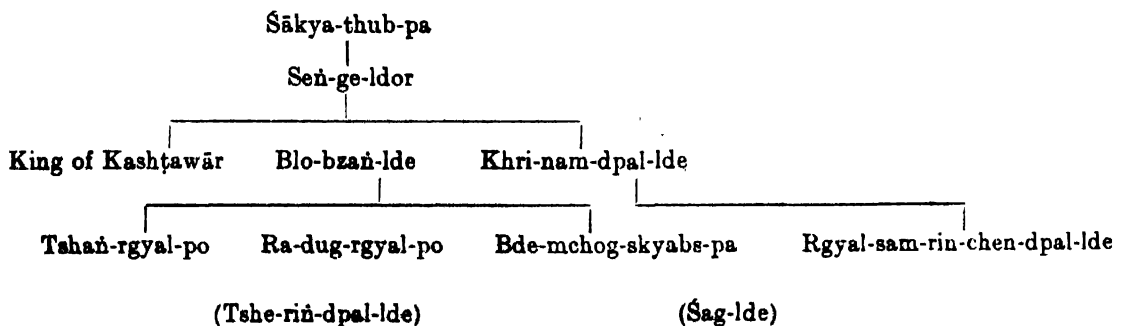 Śākya-thub-pa
Seṅ-ge-ldor
King of Kashṭawār Blo-bzaṅ-lde Khri-nam-dpal-lde
Tshaṅ-rgyal-po Ra-dug-rgyal-po Bde-mchog-skyabs-pa Rgyal-sam-rin-chen-dpal-lde
(Tshe-riṅ-dpal-lde) (Śag-lde)